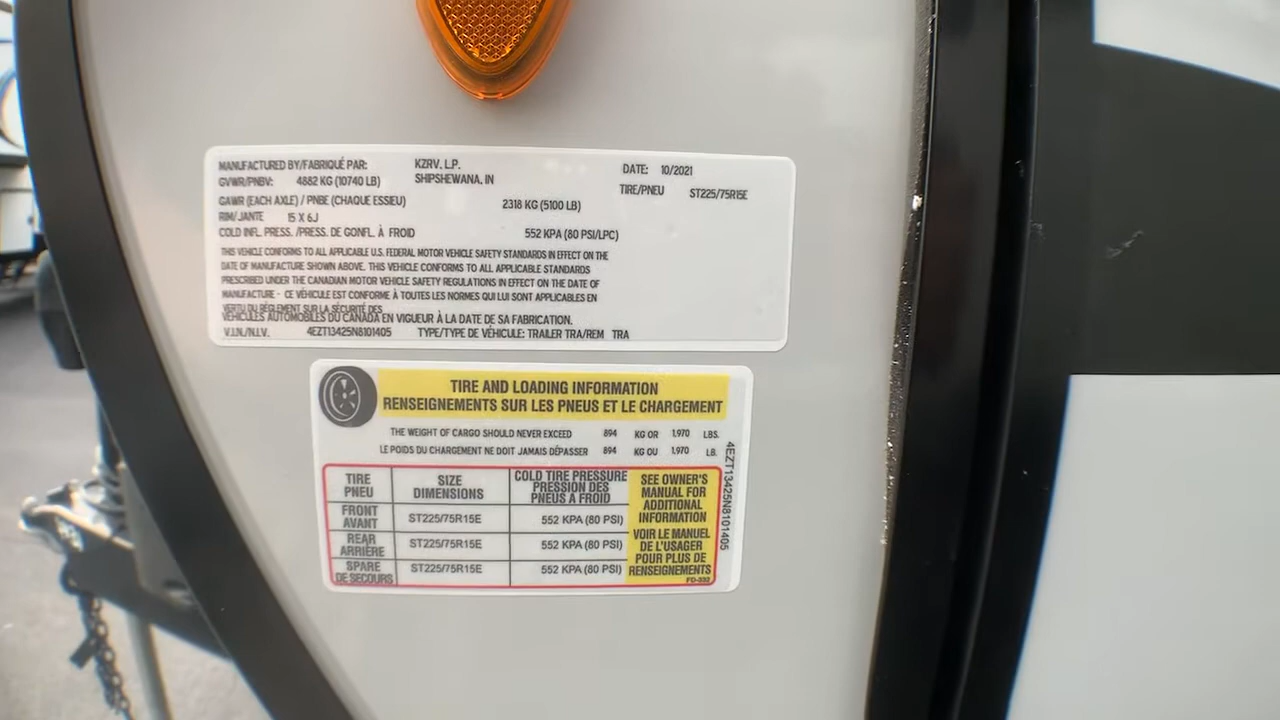 MANUFACTURED BY/FABRIQUÉ PAR: KZRV, L.P. DATE: 10/2021
GVWR/PNBV: 4882 KG (10740 LB) SHIPSHEWANA, IN TIRE/PNEU ST225/75R15E
GAWR (EACH AXLE) / PNBE (CHAQUE ESSIEU) 2318 KG (5100 LB)
RIM/JANTE 15 X 6J
COLD INFL. PRESS. /PRESS. DE GONFL. À FROID 552 KPA (80 PSI/LPC)
THIS VEHICLE CONFORMS TO ALL APPLICABLE U.S. FEDERAL MOTOR VEHICLE SAFETY STANDARDS IN EFFECT ON THE
DATE OF MANUFACTURE SHOWN ABOVE. THIS VEHICLE CONFORMS TO ALL APPLICABLE STANDARDS
PRESCRIBED UNDER THE CANADIAN MOTOR VEHICLE SAFETY REGULATIONS IN EFFECT ON THE DATE OF
MANUFACTURE - CE VÉHICULE EST CONFORME À TOUTES LES NORMES QUI LUI SONT APPLICABLES EN
VERTU DU RÈGLEMENT SUR LA SÉCURITÉ DES
VÉHICULES AUTOMOBILES DU CANADA EN VIGUEUR À LA DATE DE SA FABRICATION.
V.I.N./N.I.V. 4EZT13425N8101405 TYPE/TYPE DE VÉHICULE: TRAILER TRA/REM TRA
TIRE AND LOADING INFORMATION
RENSEIGNEMENTS SUR LES PNEUS ET LE CHARGEMENT
THE WEIGHT OF CARGO SHOULD NEVER EXCEED 894 KG OR 1,970 LBS.
LE POIDS DU CHARGEMENT NE DOIT JAMAIS DÉPASSER 894 KG OU 1,970 LB.
TIRE
PNEU
SIZE
DIMENSIONS
COLD TIRE PRESSURE
PRESSION DES
PNEUS A FROID
FRONT
AVANT
ST225/75R15E
552 KPA (80 PSI)
REAR
ARRIÈRE
ST225/75R15E
552 KPA (80 PSI)
SPARE
DE SECOURS
ST225/75R15E
552 KPA (80 PSI)
SEE OWNER'S
MANUAL FOR
ADDITIONAL
INFORMATION
VOIR LE MANUEL
DE L'USAGER
POUR PLUS DE
RENSEIGNEMENTS
FD-332
4EZT13425N8101405